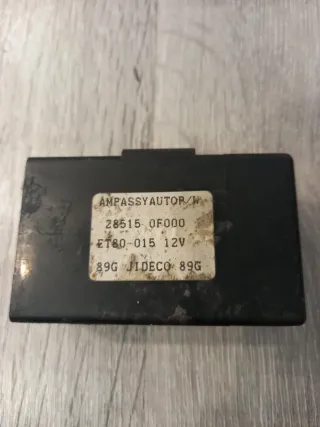 AMPASSYAUTOP/W
28515 0F000
ET80-015 12V
89G JIDECO 89G